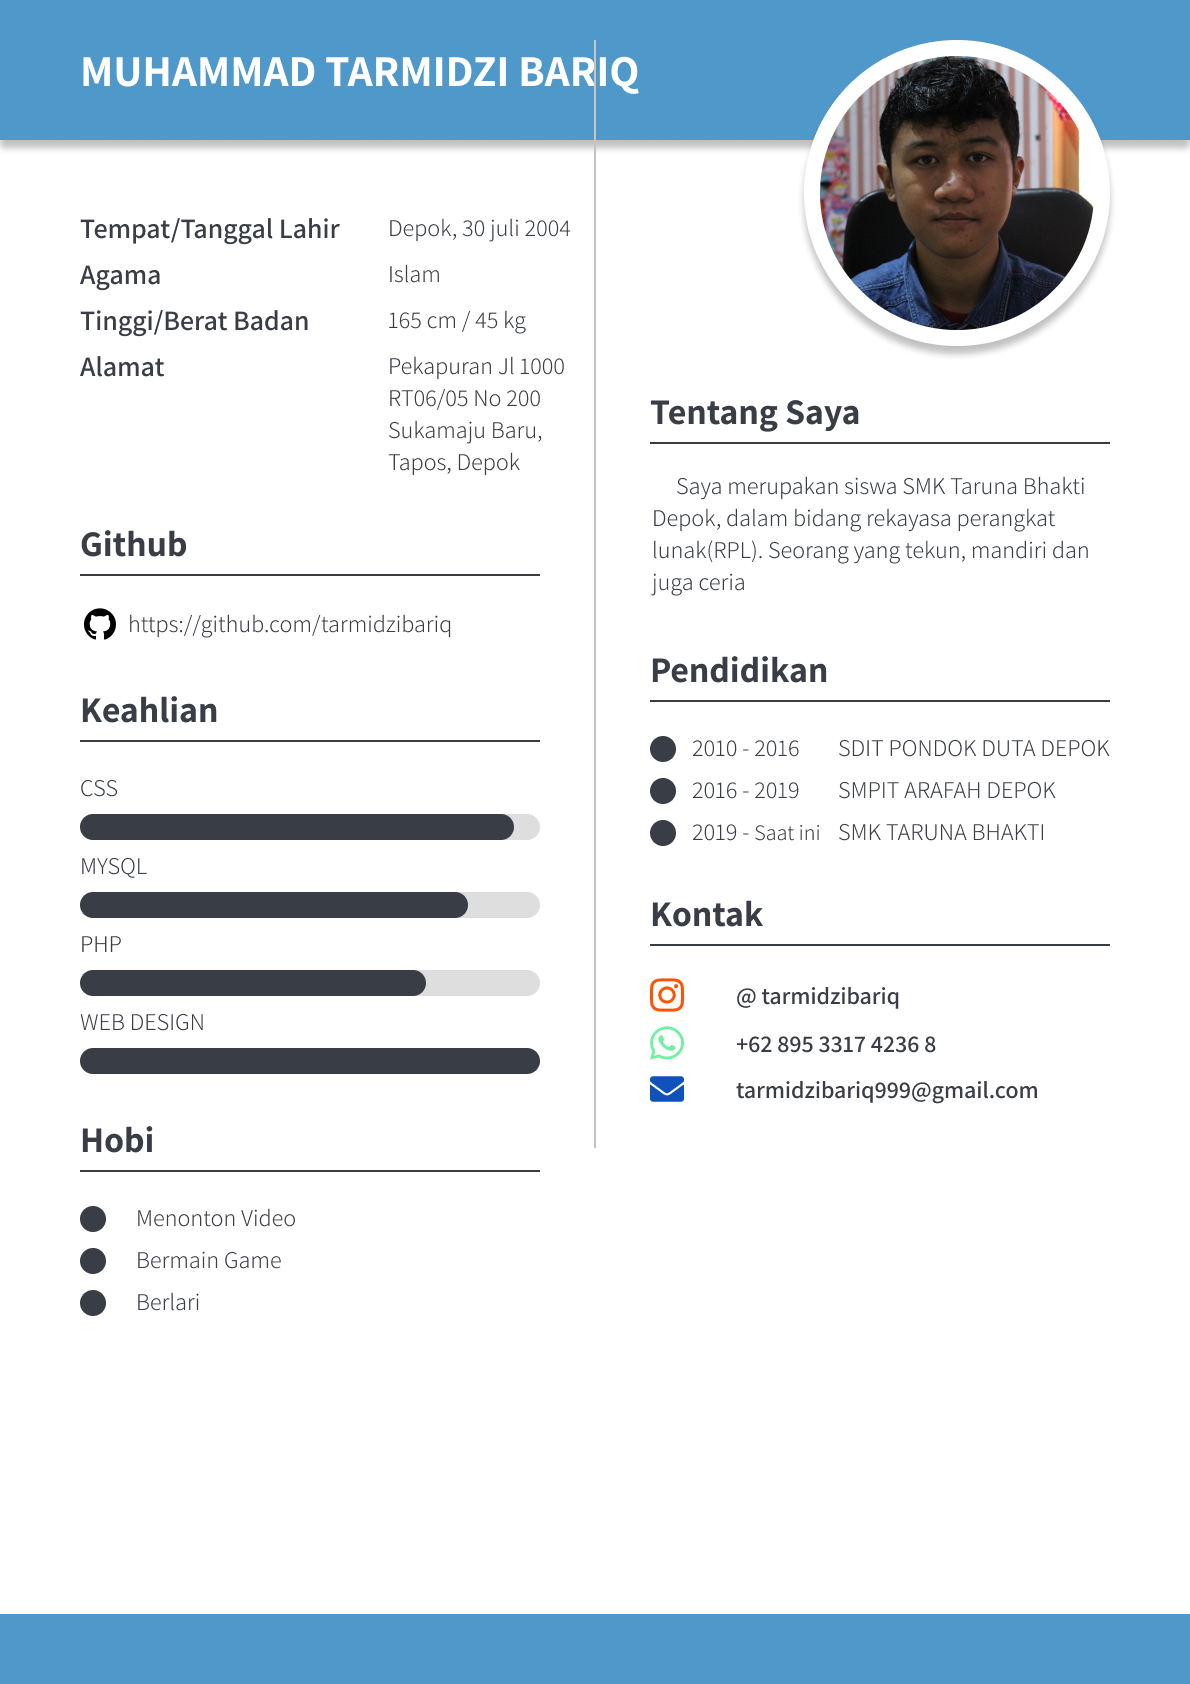 MUHAMMAD TARMIDZI BARIQ
Tempat/Tanggal Lahir Depok, 30 juli 2004
Agama Islam
Tinggi/Berat Badan 165 cm / 45 kg
Alamat Pekapuran Jl 1000
RT06/05 No 200
Sukamaju Baru,
Tapos, Depok
Github
https://github.com/tarmidzibariq
Keahlian
CSS
MYSQL
PHP
WEB DESIGN
Hobi
Menonton Video
Bermain Game
Berlari
Tentang Saya
Saya merupakan siswa SMK Taruna Bhakti
Depok, dalam bidang rekayasa perangkat
lunak(RPL). Seorang yang tekun, mandiri dan
juga ceria
Pendidikan
2010 - 2016 SDIT PONDOK DUTA DEPOK
2016 - 2019 SMPIT ARAFAH DEPOK
2019 - Saat ini SMK TARUNA BHAKTI
Kontak
@ tarmidzibariq
+62 895 3317 4236 8
tarmidzibariq999@gmail.com